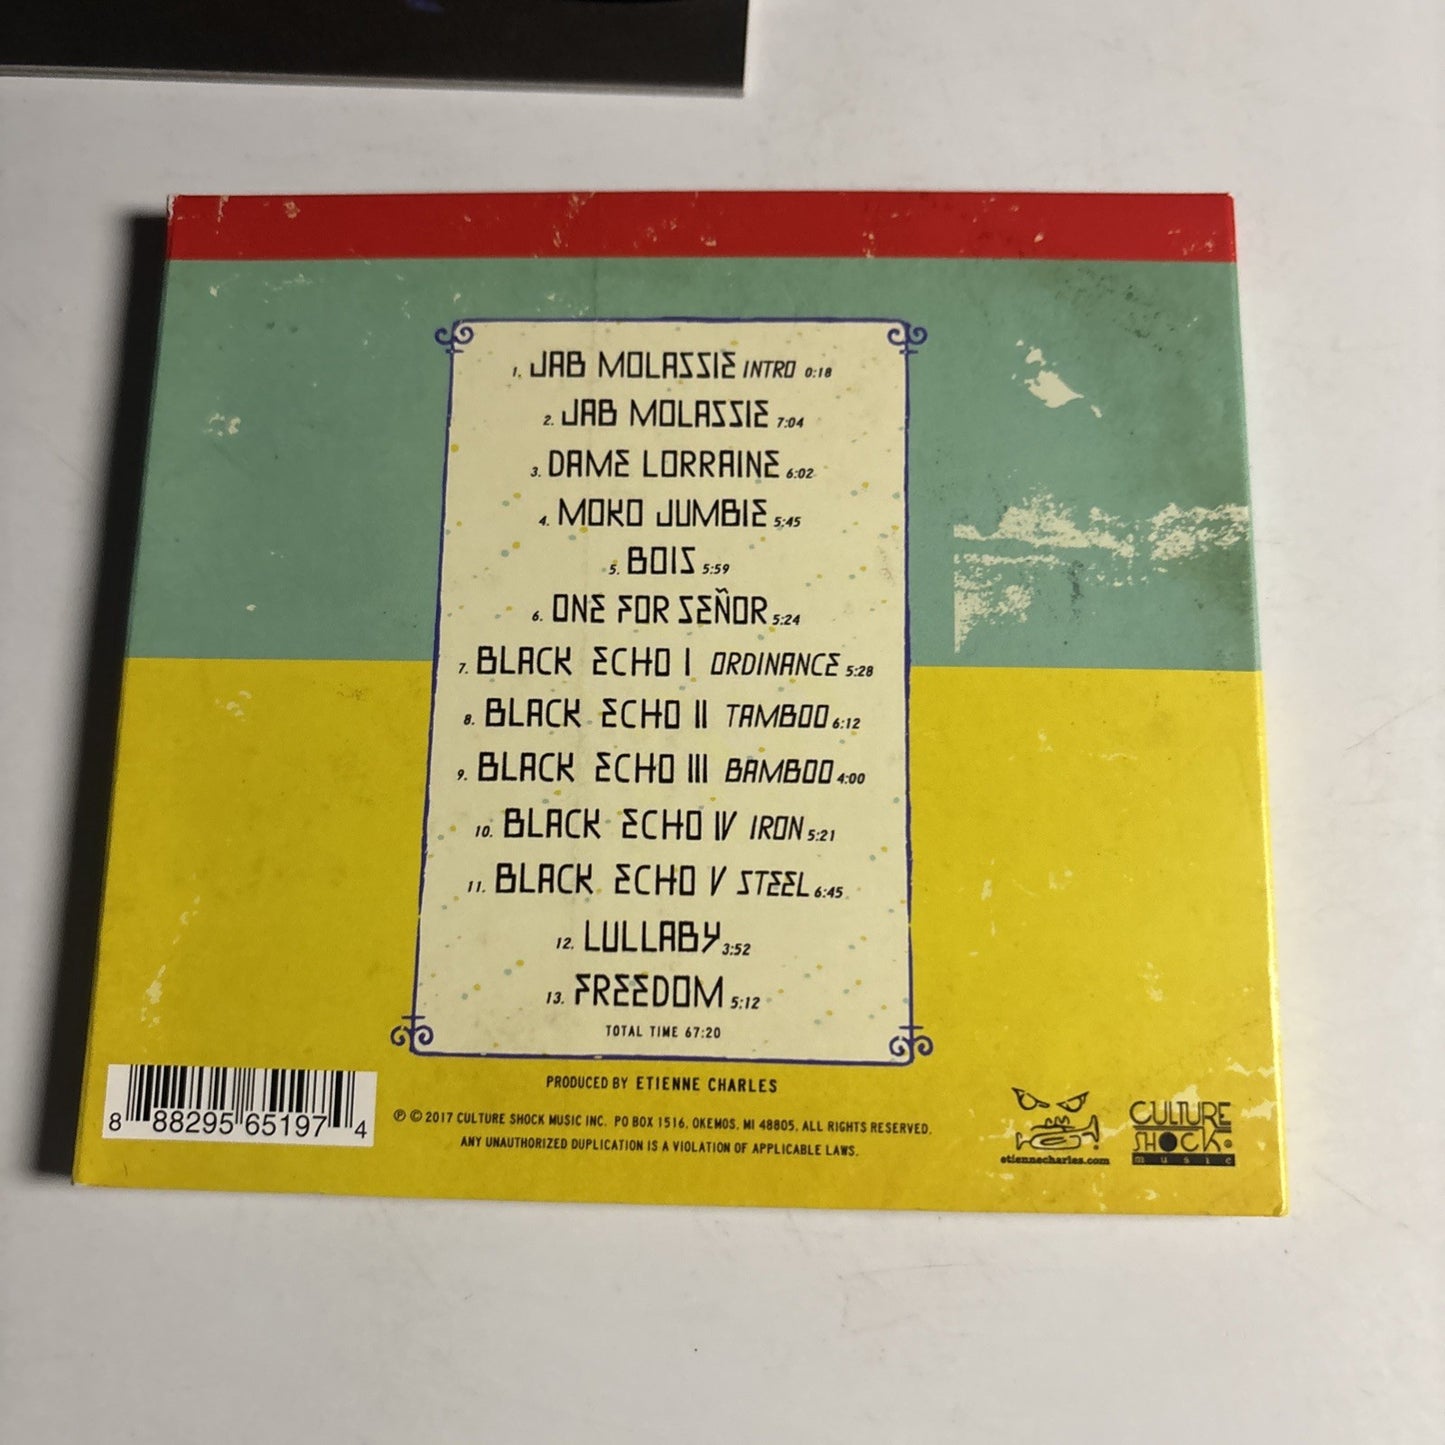 1. JAB MOLASSIE INTRO 0:18
2. JAB MOLASSIE 7:04
3. DAME LORRAINE 6:02
4. MOKO JUMBIE 5:45
5. BOIS 5:59
6. ONE FOR SEÑOR 5:24
7. BLACK ECHO I ORDINANCE 5:28
8. BLACK ECHO II TAMBOO 6:12
9. BLACK ECHO III BAMBOO 4:00
10. BLACK ECHO IV IRON 5:21
11. BLACK ECHO V STEEL 6:45
12. LULLABY 3:52
13. FREEDOM 5:12
TOTAL TIME 67:20
PRODUCED BY ETIENNE CHARLES
℗ © 2017 CULTURE SHOCK MUSIC INC. PO BOX 1516, OKEMOS, MI 48805. ALL RIGHTS RESERVED.
ANY UNAUTHORIZED DUPLICATION IS A VIOLATION OF APPLICABLE LAWS.
8 88295 65197 4
etiennecharles.com
CULTURE
SHOCK
music